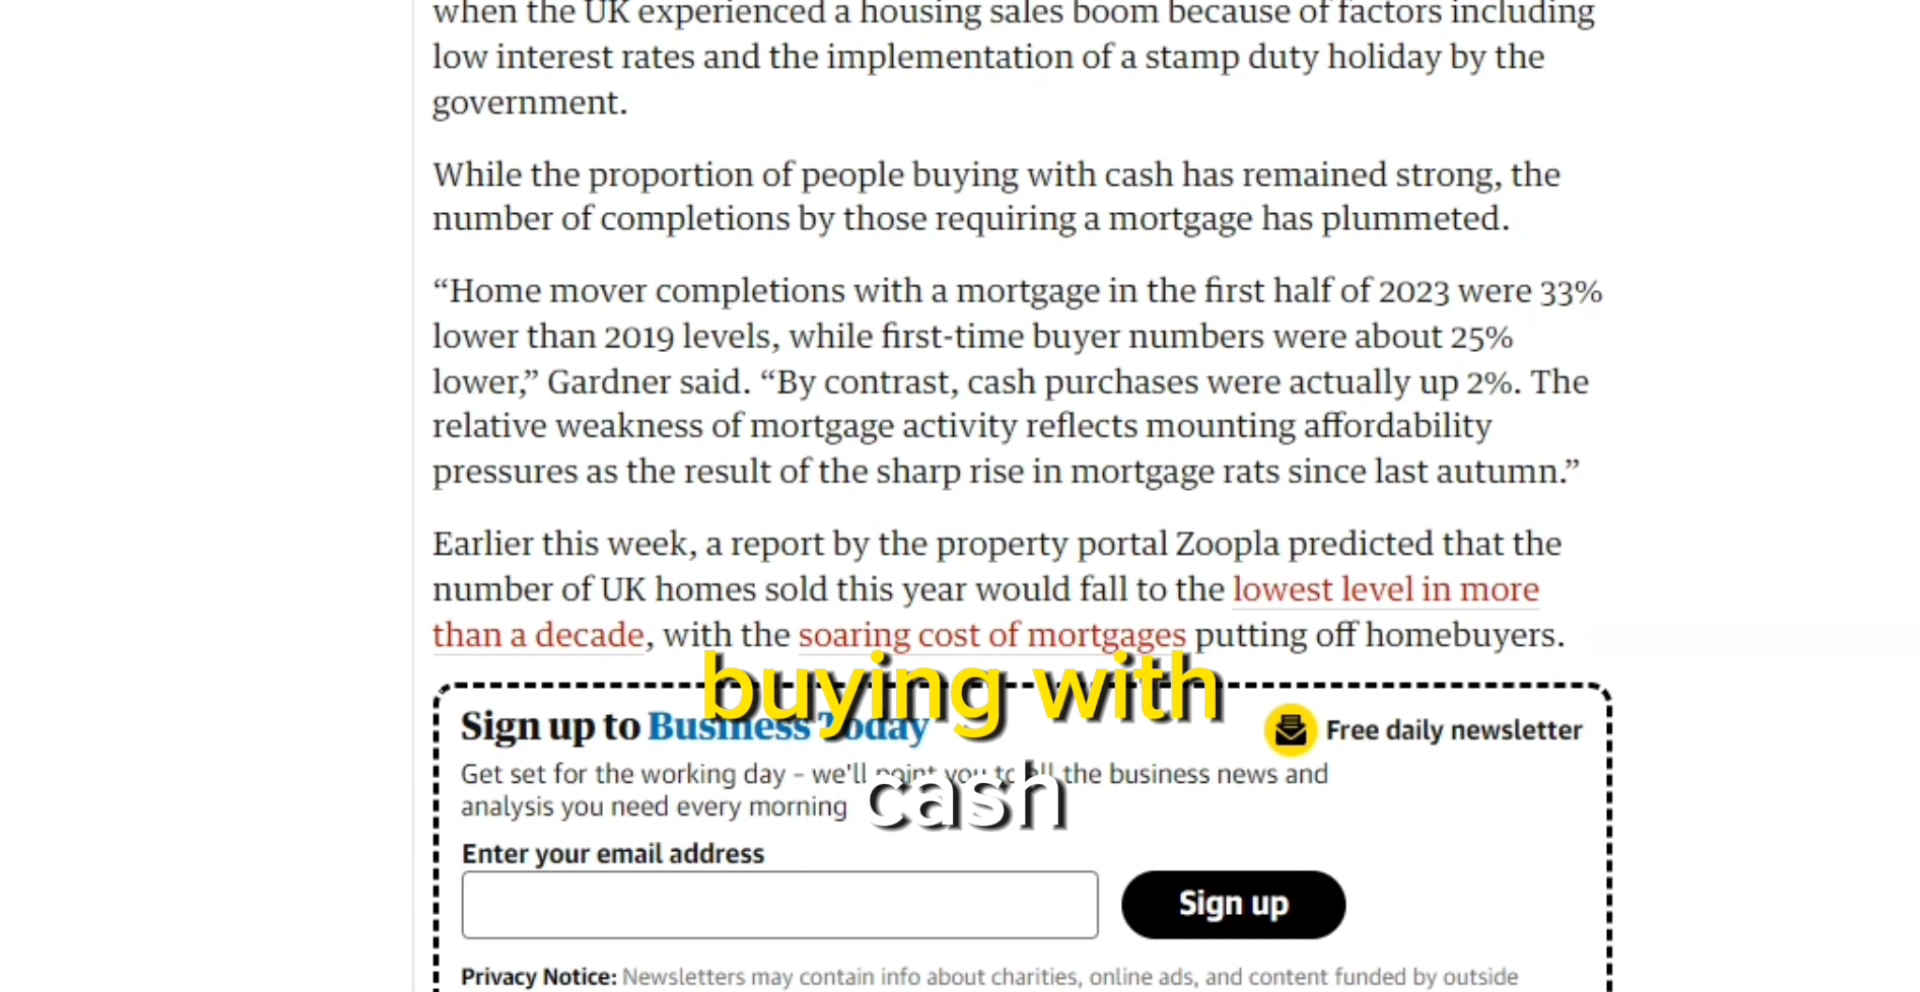 when the UK experienced a housing sales boom because of factors including
low interest rates and the implementation of a stamp duty holiday by the
government.
While the proportion of people buying with cash has remained strong, the
number of completions by those requiring a mortgage has plummeted.
“Home mover completions with a mortgage in the first half of 2023 were 33%
lower than 2019 levels, while first-time buyer numbers were about 25%
lower,” Gardner said. “By contrast, cash purchases were actually up 2%. The
relative weakness of mortgage activity reflects mounting affordability
pressures as the result of the sharp rise in mortgage rats since last autumn.”
Earlier this week, a report by the property portal Zoopla predicted that the
number of UK homes sold this year would fall to the lowest level in more
than a decade, with the soaring cost of mortgages putting off homebuyers.
buying with
cash
Sign up to Business Today
Free daily newsletter
Get set for the working day – we'll point you to all the business news and
analysis you need every morning
Enter your email address
Sign up
Privacy Notice: Newsletters may contain info about charities, online ads, and content funded by outside